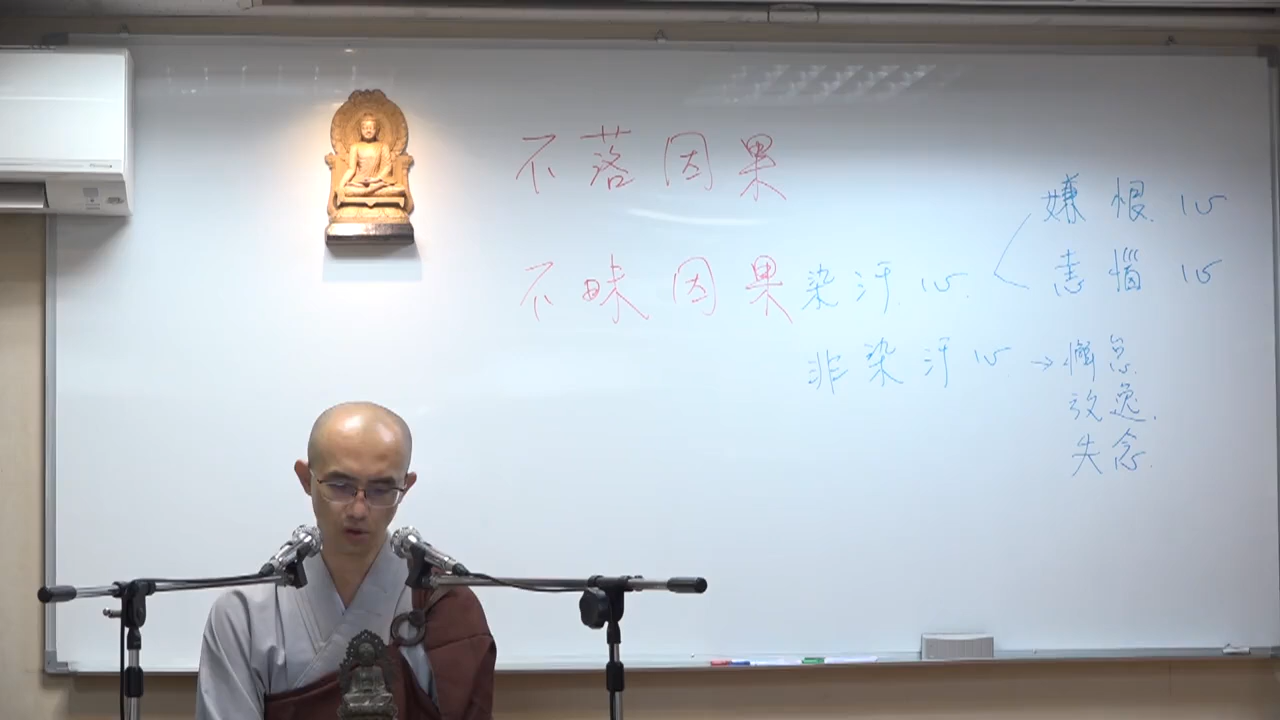 不落因果
不昧因果
染汙心
嫌恨心
恚惱心
非染汙心 → 懈怠
放逸
失念